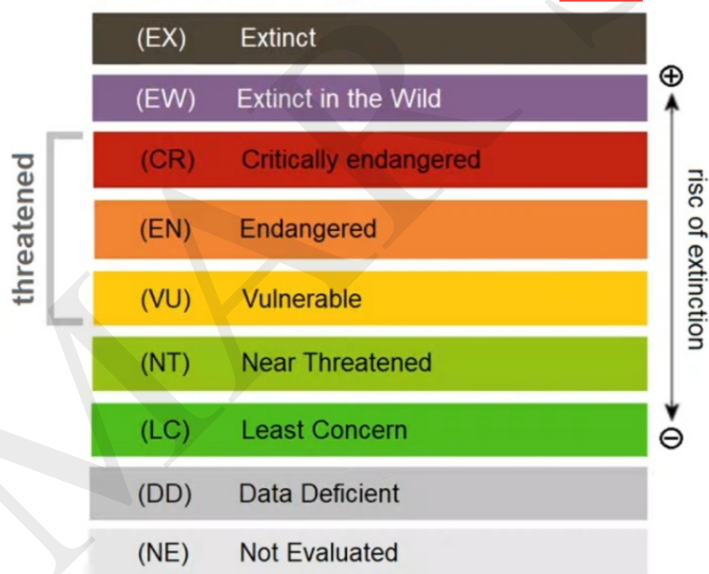 (EX) Extinct
(EW) Extinct in the Wild
(CR) Critically endangered
(EN) Endangered
(VU) Vulnerable
(NT) Near Threatened
(LC) Least Concern
(DD) Data Deficient
(NE) Not Evaluated
threatened
+
risc of extinction
-